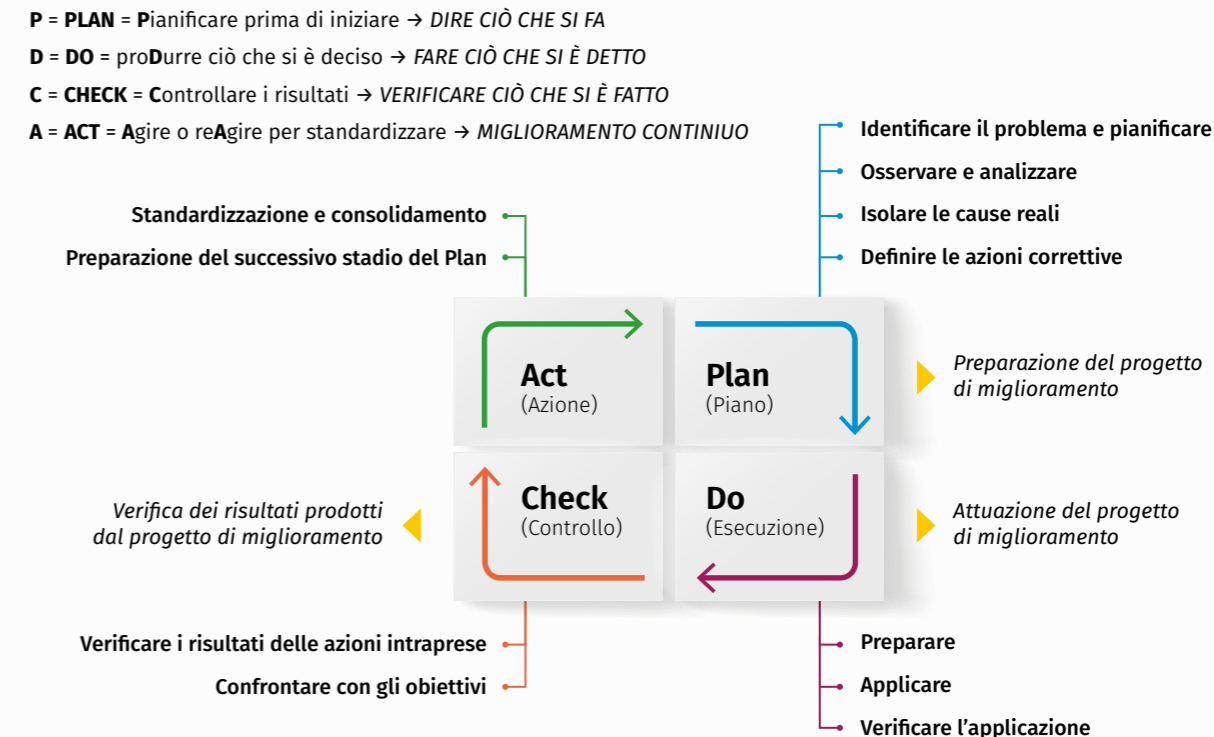 P = PLAN = Pianificare prima di iniziare → DIRE CIÒ CHE SI FA
D = DO = proDurre ciò che si è deciso → FARE CIÒ CHE SI È DETTO
C = CHECK = Controllare i risultati → VERIFICARE CIÒ CHE SI È FATTO
A = ACT = Agire o reAgire per standardizzare → MIGLIORAMENTO CONTINIUO
Identificare il problema e pianificare
Osservare e analizzare
Isolare le cause reali
Definire le azioni correttive
Standardizzazione e consolidamento
Preparazione del successivo stadio del Plan
Act
(Azione)
Plan
(Piano)
Preparazione del progetto
di miglioramento
Verifica dei risultati prodotti
dal progetto di miglioramento
Check
(Controllo)
Do
(Esecuzione)
Attuazione del progetto
di miglioramento
Verificare i risultati delle azioni intraprese
Confrontare con gli obiettivi
Preparare
Applicare
Verificare l'applicazione